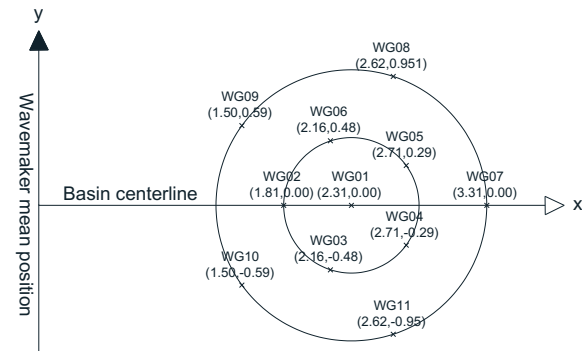 y
WG08
(2.62,0.951)
WG09
(1.50,0.59)
WG06
(2.16,0.48)
WG05
(2.71,0.29)
Wavemaker mean position
Basin centerline
WG02
(1.81,0.00)
WG01
(2.31,0.00)
WG07
(3.31,0.00)
x
WG04
(2.71,-0.29)
WG03
(2.16,-0.48)
WG10
(1.50,-0.59)
WG11
(2.62,-0.95)